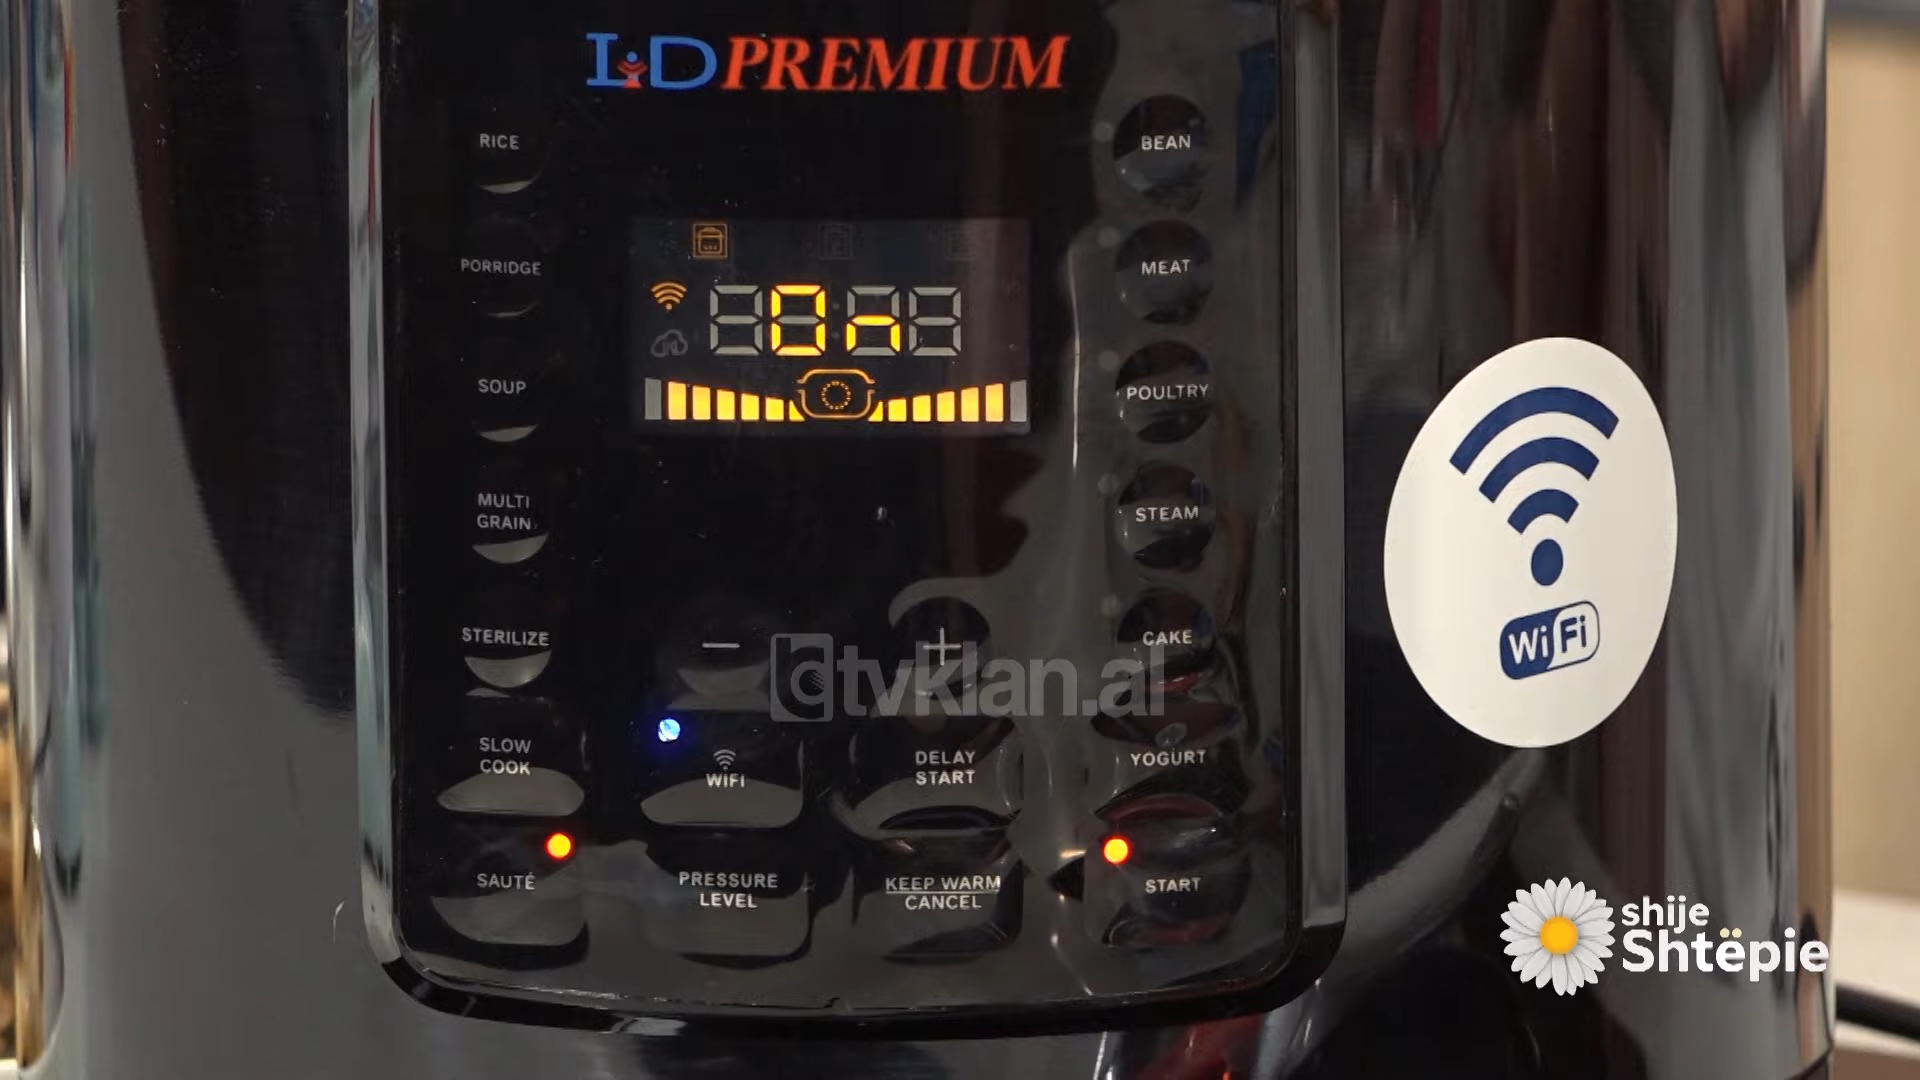 LD PREMIUM
RICE
BEAN
PORRIDGE
MEAT
On
SOUP
POULTRY
MULTI
GRAIN
STEAM
STERILIZE
−
+
CAKE
tvklan.al
SLOW
COOK
WIFI
DELAY
START
YOGURT
SAUTÉ
PRESSURE
LEVEL
KEEP WARM
CANCEL
START
WiFi
shije
Shtëpie